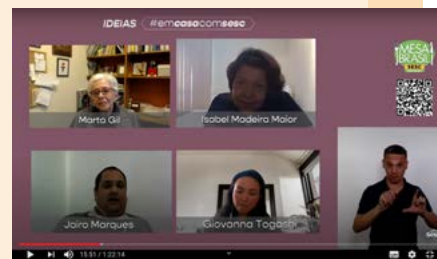 IDEIAS #emcasacomsesc
MESA
BRASIL
SESC
Marta Gil
Isabel Madeira Maior
Jairo Marques
Giovanna Togashi
15:51 / 1:22:14